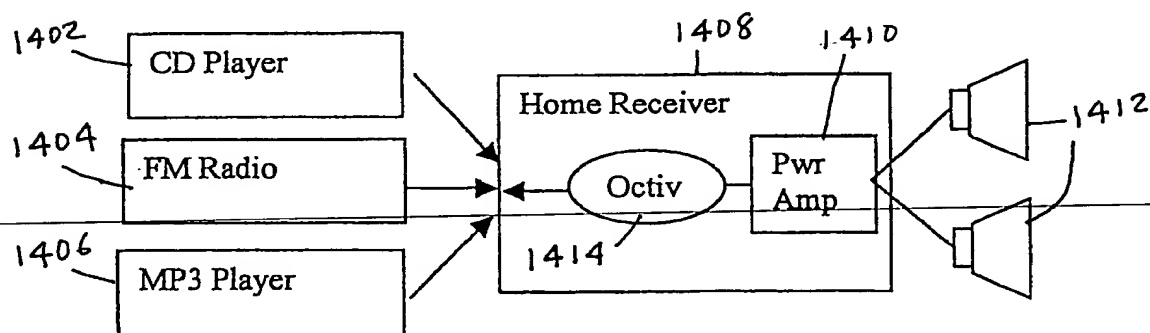 1402
CD Player
1404
FM Radio
1406
MP3 Player
1408
1410
Home Receiver
Octiv
1414
Pwr
Amp
1412